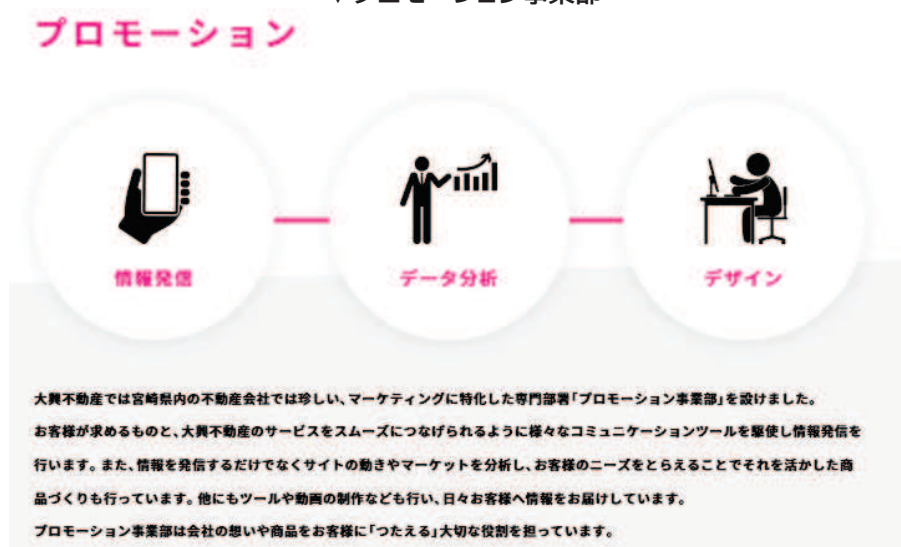 プロモーション事業部
プロモーション
情報発信
データ分析
デザイン
大興不動産では宮崎県内の不動産会社では珍しい、マーケティングに特化した専門部署「プロモーション事業部」を設けました。
お客様が求めるものと、大興不動産のサービスをスムーズにつなげられるように様々なコミュニケーションツールを駆使し情報発信を
行います。また、情報を発信するだけでなくサイトの動きやマーケットを分析し、お客様のニーズをとらえることでそれを活かした商
品づくりも行っています。他にもツールや動画の制作なども行い、日々お客様へ情報をお届けしています。
プロモーション事業部は会社の想いや商品をお客様に「つたえる」大切な役割を担っています。